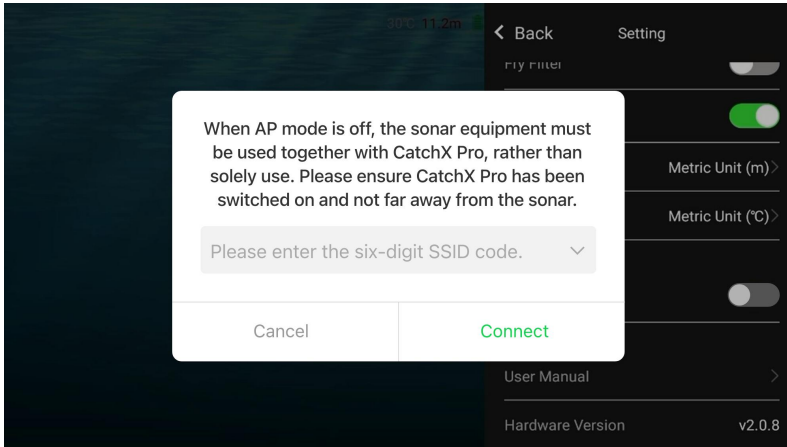 30°C 11.2m
Back
Setting
Fry Filter
When AP mode is off, the sonar equipment must
be used together with CatchX Pro, rather than
solely use. Please ensure CatchX Pro has been
switched on and not far away from the sonar.
Metric Unit (m)
Metric Unit (℃)
Please enter the six-digit SSID code.
Cancel
Connect
User Manual
Hardware Version
v2.0.8